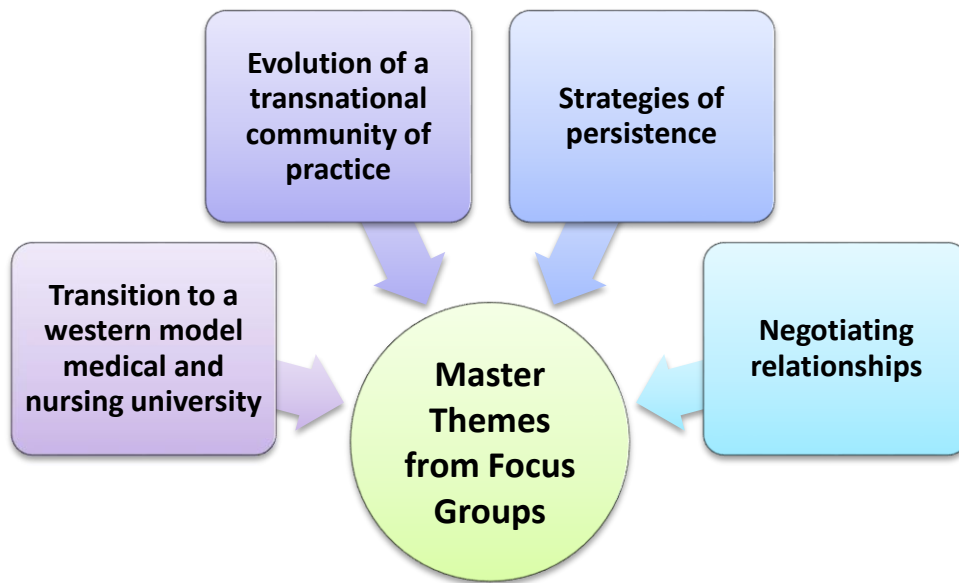 Evolution of a
transnational
community of
practice
Strategies of
persistence
Transition to a
western model
medical and
nursing university
Negotiating
relationships
Master
Themes
from Focus
Groups